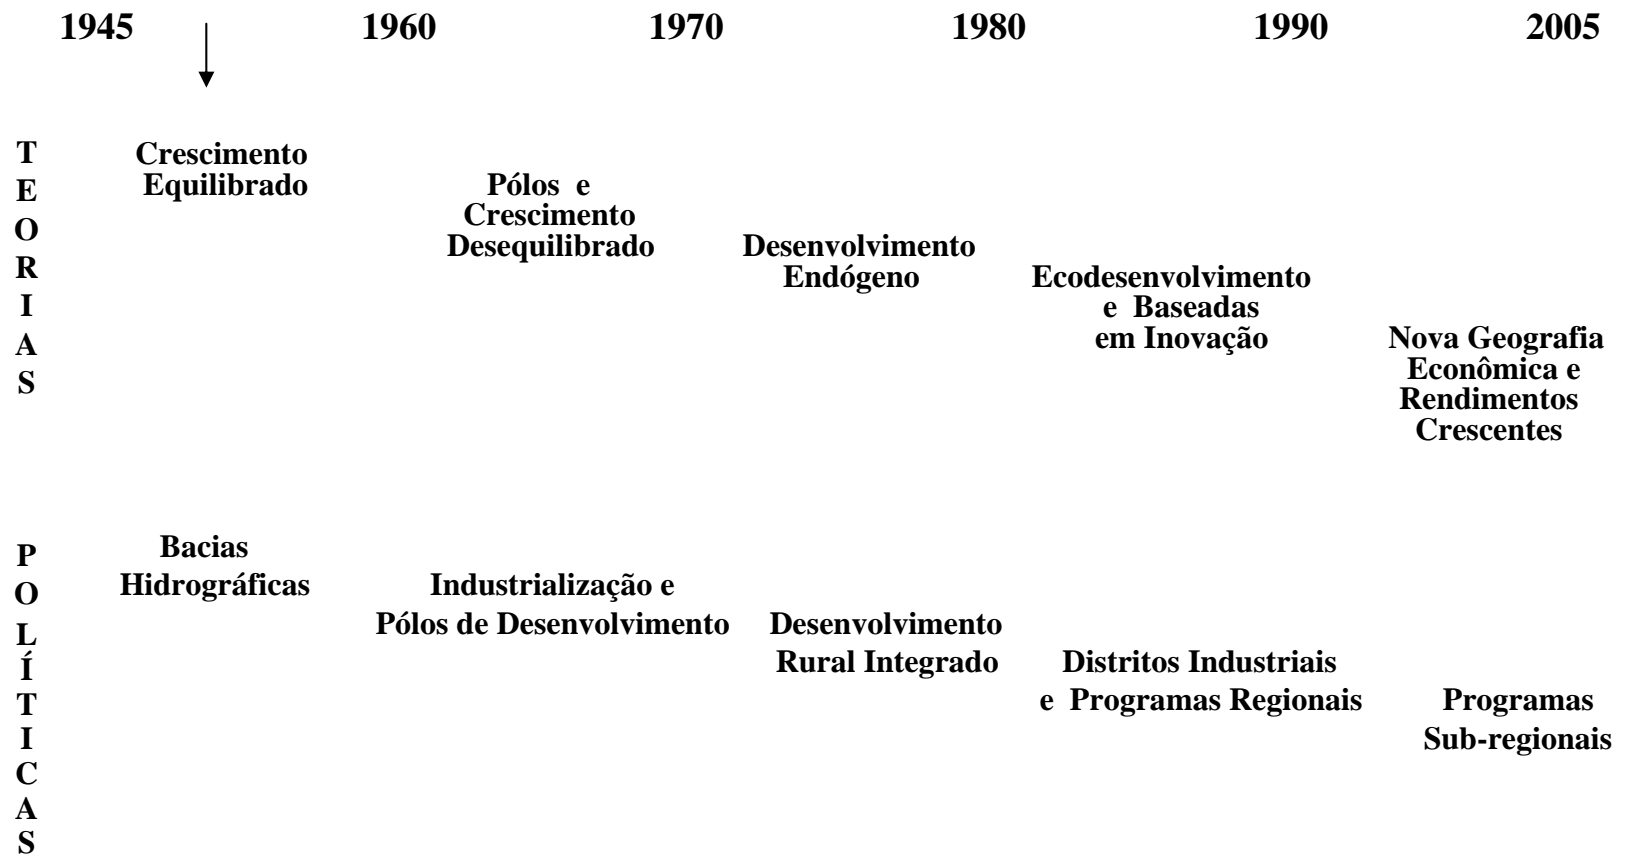 1945 1960 1970 1980 1990 2005
TEORIAS
Crescimento
Equilibrado
Pólos e
Crescimento
Desequilibrado
Desenvolvimento
Endógeno
Ecodesenvolvimento
e Baseadas
em Inovação
Nova Geografia
Econômica e
Rendimentos
Crescentes
POLÍTICAS
Bacias
Hidrográficas
Industrialização e
Pólos de Desenvolvimento
Desenvolvimento
Rural Integrado
Distritos Industriais
e Programas Regionais
Programas
Sub-regionais